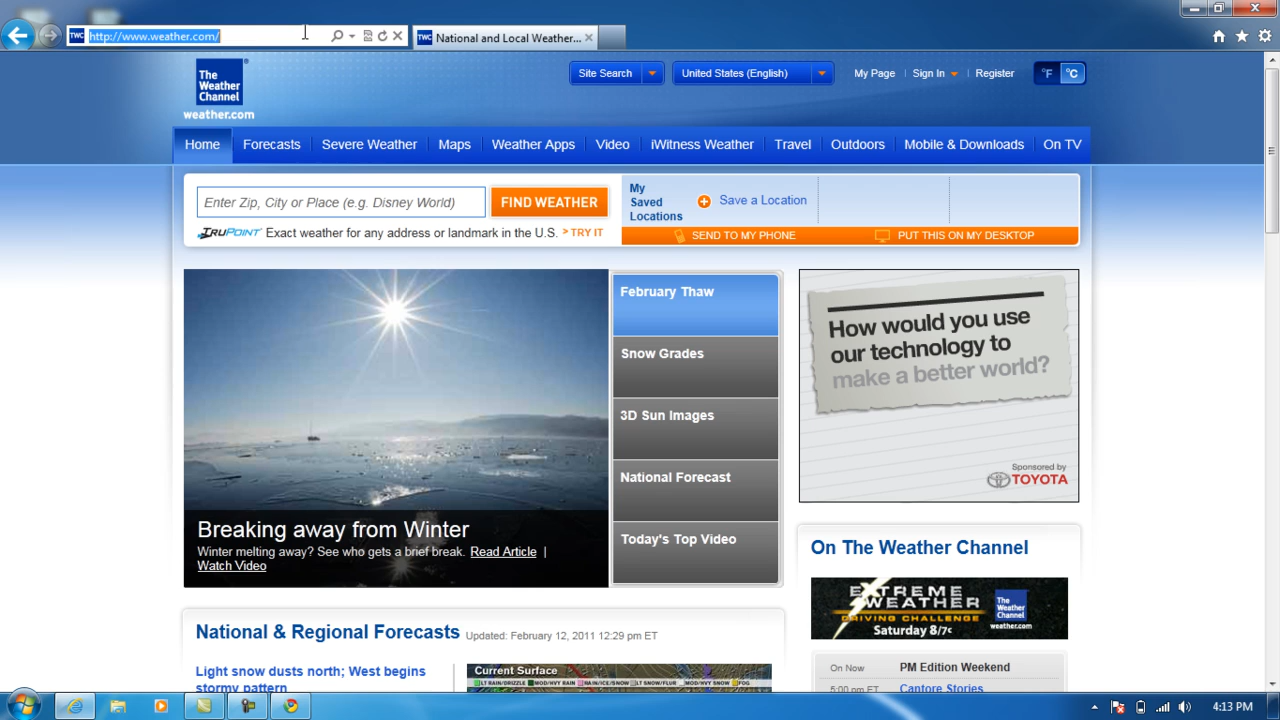 TWC http://www.weather.com/
TWC National and Local Weather...
The
Weather
Channel
weather.com
Site Search
United States (English)
My Page
Sign In
Register
°F
°C
Home
Forecasts
Severe Weather
Maps
Weather Apps
Video
iWitness Weather
Travel
Outdoors
Mobile & Downloads
On TV
Enter Zip, City or Place (e.g. Disney World)
FIND WEATHER
My
Saved
Locations
Save a Location
TRUPOINT Exact weather for any address or landmark in the U.S. > TRY IT
SEND TO MY PHONE
PUT THIS ON MY DESKTOP
February Thaw
Snow Grades
3D Sun Images
National Forecast
Today's Top Video
Breaking away from Winter
Winter melting away? See who gets a brief break. Read Article |
Watch Video
How would you use
our technology to
make a better world?
Sponsored by
TOYOTA
On The Weather Channel
EXTREME
WEATHER
DRIVING CHALLENGE
Saturday 8/7c
The
Weather
Channel
weather.com
On Now
PM Edition Weekend
5:00 pm ET
Cantore Stories
National & Regional Forecasts
Updated: February 12, 2011 12:29 pm ET
Light snow dusts north; West begins
stormy pattern
Current Surface
LT RAIN/DRIZZLE MOD/HVY RAIN RAIN/ICE/SNOW LT SNOW/FLUR MOD/HVY SNOW FOG
4:13 PM